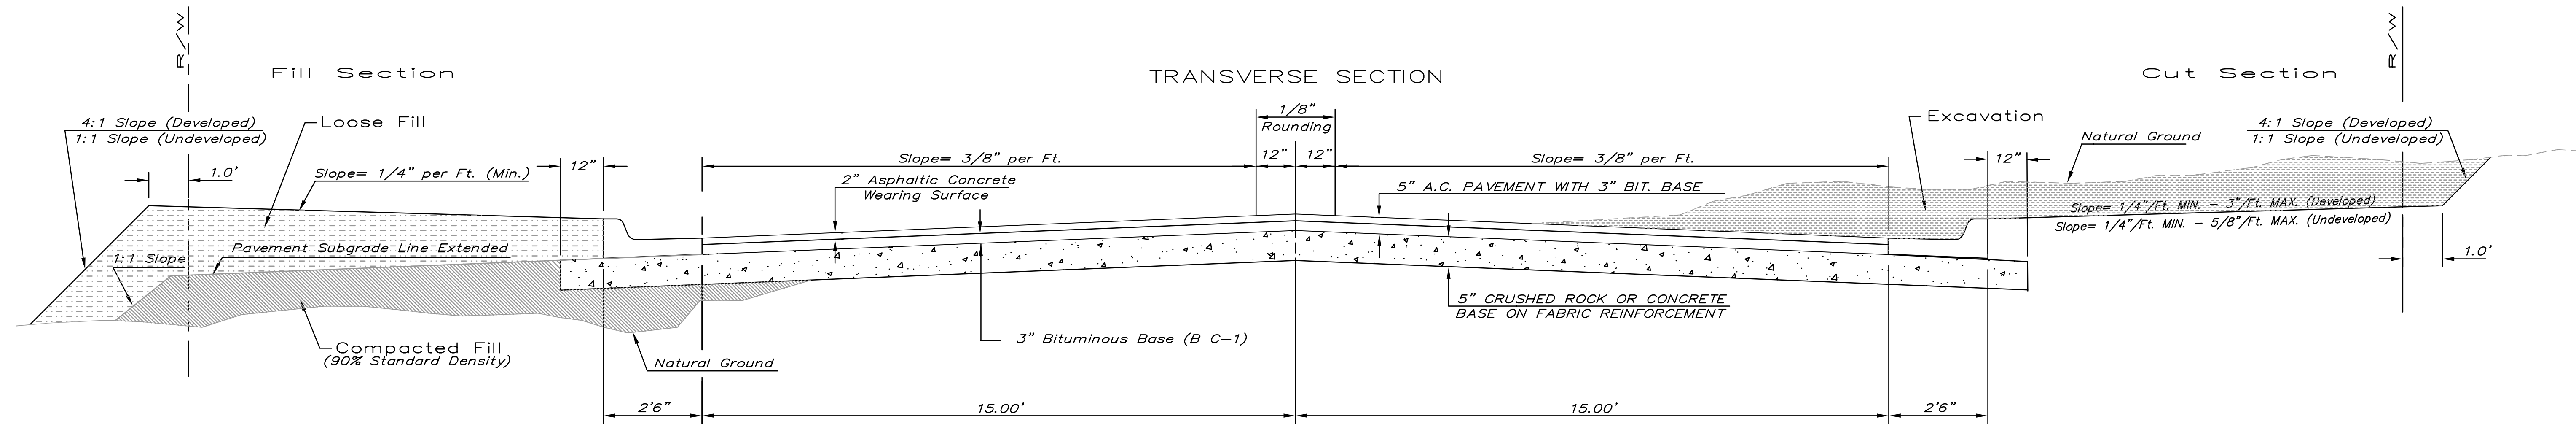 R/W
R/W
Fill Section
TRANSVERSE SECTION
Cut Section
4:1 Slope (Developed)
1:1 Slope (Undeveloped)
Loose Fill
1/8"
Rounding
Excavation
Natural Ground
4:1 Slope (Developed)
1:1 Slope (Undeveloped)
1.0'
Slope= 1/4" per Ft. (Min.)
12"
Slope= 3/8" per Ft.
12"
12"
Slope= 3/8" per Ft.
12"
2" Asphaltic Concrete
Wearing Surface
5" A.C. PAVEMENT WITH 3" BIT. BASE
Slope= 1/4"/Ft. MIN. - 3"/Ft. MAX. (Developed)
Slope= 1/4"/Ft. MIN. - 5/8"/Ft. MAX. (Undeveloped)
Pavement Subgrade Line Extended
1:1 Slope
1.0'
5" CRUSHED ROCK OR CONCRETE
BASE ON FABRIC REINFORCEMENT
3" Bituminous Base (B C-1)
Compacted Fill
(90% Standard Density)
Natural Ground
2'6"
15.00'
15.00'
2'6"